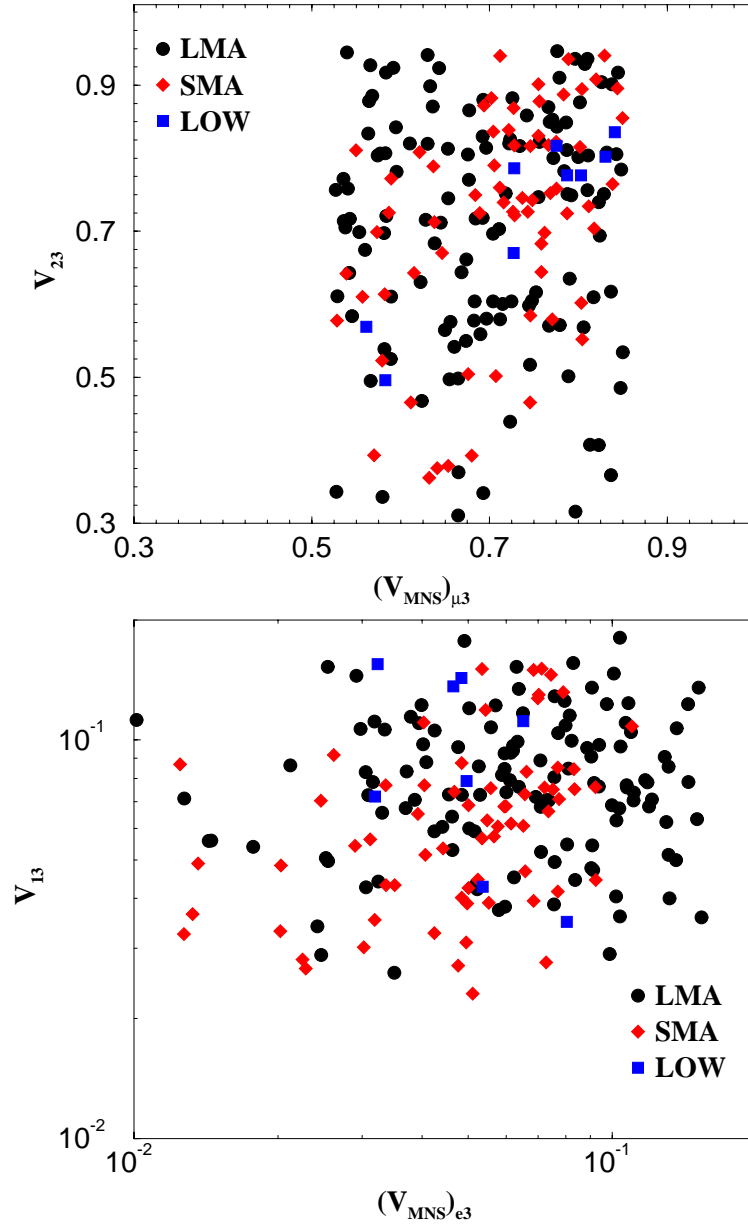 LMA
SMA
LOW
0.9
0.7
0.5
0.3
V23
0.3 0.5 0.7 0.9
(VMNS)μ3
10-1
10-2
V13
LMA
SMA
LOW
10-2 10-1
(VMNS)e3